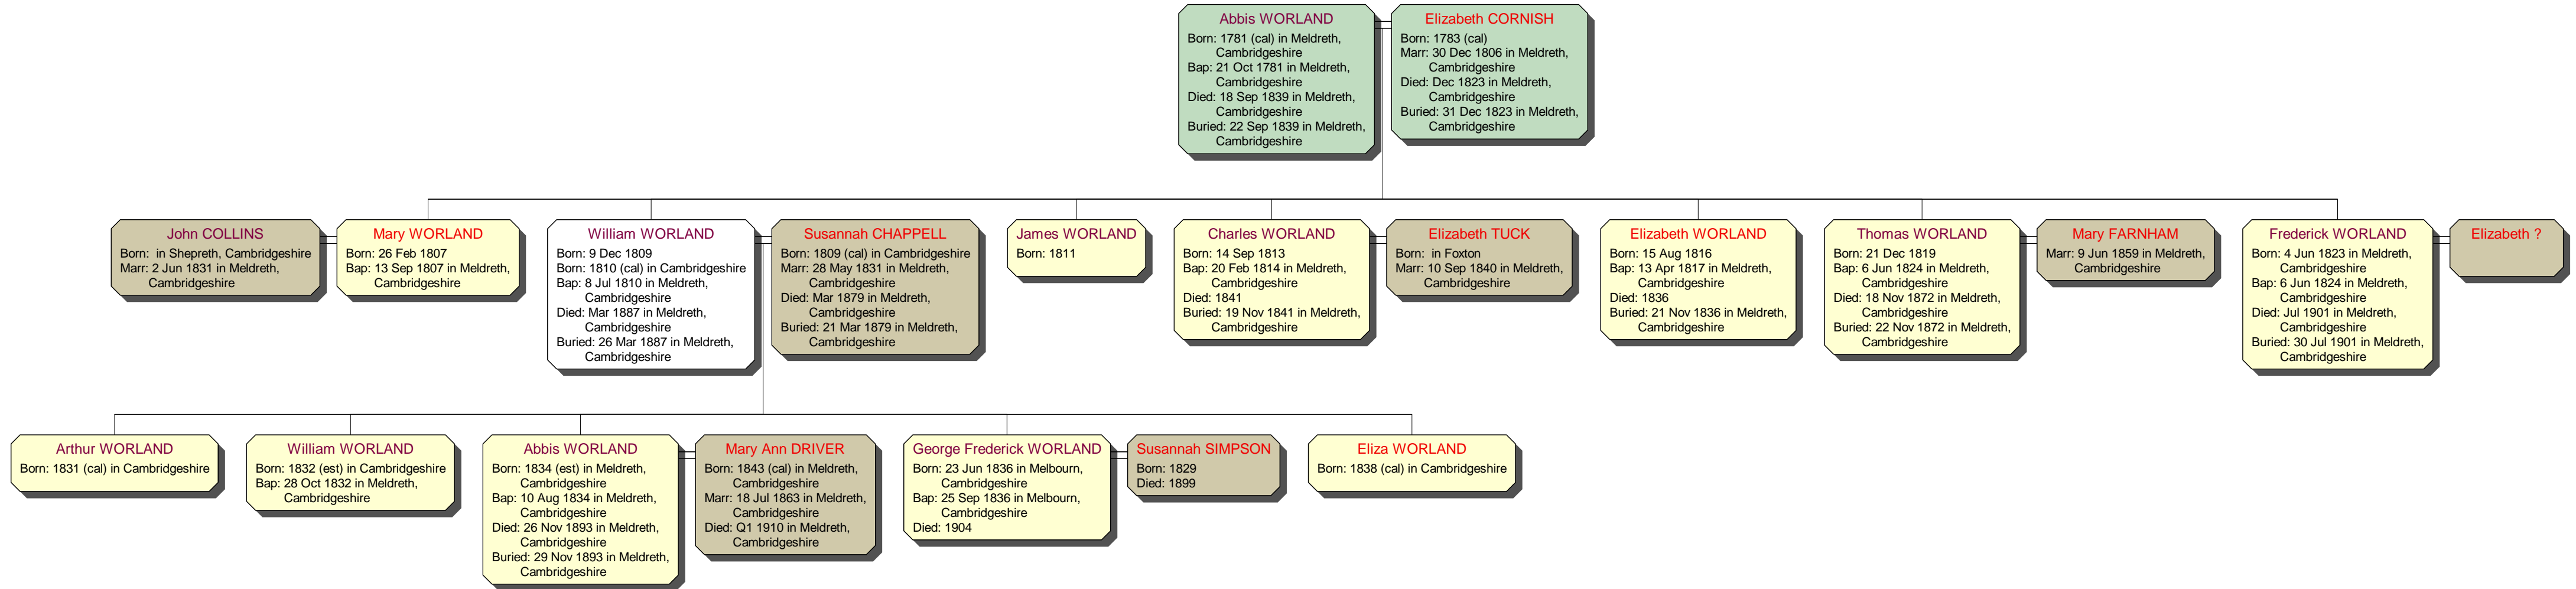 Abbis WORLAND
Born: 1781 (cal) in Meldreth,
Cambridgeshire
Bap: 21 Oct 1781 in Meldreth,
Cambridgeshire
Died: 18 Sep 1839 in Meldreth,
Cambridgeshire
Buried: 22 Sep 1839 in Meldreth,
Cambridgeshire
Elizabeth CORNISH
Born: 1783 (cal)
Marr: 30 Dec 1806 in Meldreth,
Cambridgeshire
Died: Dec 1823 in Meldreth,
Cambridgeshire
Buried: 31 Dec 1823 in Meldreth,
Cambridgeshire
John COLLINS
Born: in Shepreth, Cambridgeshire
Marr: 2 Jun 1831 in Meldreth,
Cambridgeshire
Mary WORLAND
Born: 26 Feb 1807
Bap: 13 Sep 1807 in Meldreth,
Cambridgeshire
William WORLAND
Born: 9 Dec 1809
Born: 1810 (cal) in Cambridgeshire
Bap: 8 Jul 1810 in Meldreth,
Cambridgeshire
Died: Mar 1887 in Meldreth,
Cambridgeshire
Buried: 26 Mar 1887 in Meldreth,
Cambridgeshire
Susannah CHAPPELL
Born: 1809 (cal) in Cambridgeshire
Marr: 28 May 1831 in Meldreth,
Cambridgeshire
Died: Mar 1879 in Meldreth,
Cambridgeshire
Buried: 21 Mar 1879 in Meldreth,
Cambridgeshire
James WORLAND
Born: 1811
Charles WORLAND
Born: 14 Sep 1813
Bap: 20 Feb 1814 in Meldreth,
Cambridgeshire
Died: 1841
Buried: 19 Nov 1841 in Meldreth,
Cambridgeshire
Elizabeth TUCK
Born: in Foxton
Marr: 10 Sep 1840 in Meldreth,
Cambridgeshire
Elizabeth WORLAND
Born: 15 Aug 1816
Bap: 13 Apr 1817 in Meldreth,
Cambridgeshire
Died: 1836
Buried: 21 Nov 1836 in Meldreth,
Cambridgeshire
Thomas WORLAND
Born: 21 Dec 1819
Bap: 6 Jun 1824 in Meldreth,
Cambridgeshire
Died: 18 Nov 1872 in Meldreth,
Cambridgeshire
Buried: 22 Nov 1872 in Meldreth,
Cambridgeshire
Mary FARNHAM
Marr: 9 Jun 1859 in Meldreth,
Cambridgeshire
Frederick WORLAND
Born: 4 Jun 1823 in Meldreth,
Cambridgeshire
Bap: 6 Jun 1824 in Meldreth,
Cambridgeshire
Died: Jul 1901 in Meldreth,
Cambridgeshire
Buried: 30 Jul 1901 in Meldreth,
Cambridgeshire
Elizabeth ?
Arthur WORLAND
Born: 1831 (cal) in Cambridgeshire
William WORLAND
Born: 1832 (est) in Cambridgeshire
Bap: 28 Oct 1832 in Meldreth,
Cambridgeshire
Abbis WORLAND
Born: 1834 (est) in Meldreth,
Cambridgeshire
Bap: 10 Aug 1834 in Meldreth,
Cambridgeshire
Died: 26 Nov 1893 in Meldreth,
Cambridgeshire
Buried: 29 Nov 1893 in Meldreth,
Cambridgeshire
Mary Ann DRIVER
Born: 1843 (cal) in Meldreth,
Cambridgeshire
Marr: 18 Jul 1863 in Meldreth,
Cambridgeshire
Died: Q1 1910 in Meldreth,
Cambridgeshire
George Frederick WORLAND
Born: 23 Jun 1836 in Melbourn,
Cambridgeshire
Bap: 25 Sep 1836 in Melbourn,
Cambridgeshire
Died: 1904
Susannah SIMPSON
Born: 1829
Died: 1899
Eliza WORLAND
Born: 1838 (cal) in Cambridgeshire